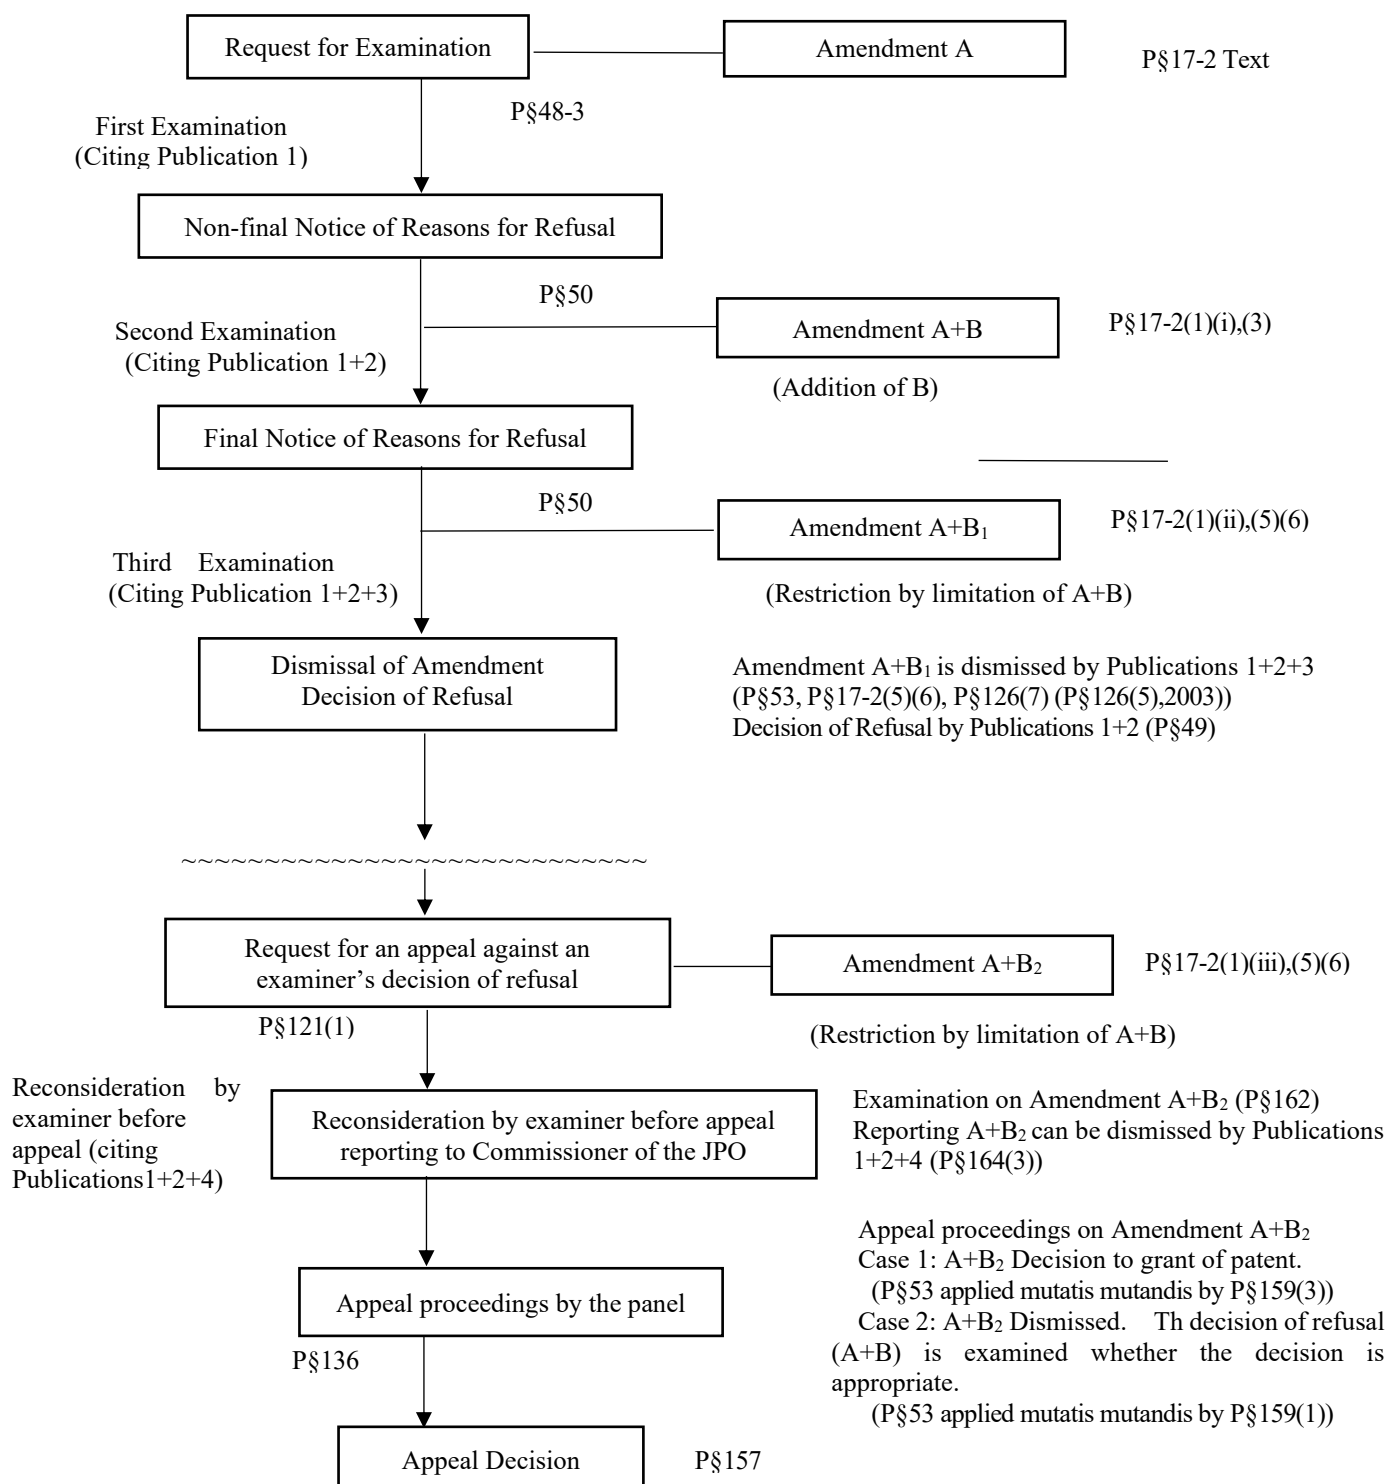 Request for Examination
Amendment A
P§17-2 Text
P§48-3
First Examination
(Citing Publication 1)
Non-final Notice of Reasons for Refusal
P§50
Second Examination
(Citing Publication 1+2)
Amendment A+B
P§17-2(1)(i),(3)
(Addition of B)
Final Notice of Reasons for Refusal
P§50
Amendment A+B₁
P§17-2(1)(ii),(5)(6)
Third Examination
(Citing Publication 1+2+3)
(Restriction by limitation of A+B)
Dismissal of Amendment
Decision of Refusal
Amendment A+B₁ is dismissed by Publications 1+2+3
(P§53, P§17-2(5)(6), P§126(7) (P§126(5),2003))
Decision of Refusal by Publications 1+2 (P§49)
~~~~~~~~~~~~~~~~~~~~~~~~~~~~
Request for an appeal against an
examiner’s decision of refusal
Amendment A+B₂
P§17-2(1)(iii),(5)(6)
P§121(1)
(Restriction by limitation of A+B)
Reconsideration by
examiner before
appeal (citing
Publications1+2+4)
Reconsideration by examiner before appeal
reporting to Commissioner of the JPO
Examination on Amendment A+B₂ (P§162)
Reporting A+B₂ can be dismissed by Publications
1+2+4 (P§164(3))
Appeal proceedings by the panel
P§136
Appeal proceedings on Amendment A+B₂
Case 1: A+B₂ Decision to grant of patent.
(P§53 applied mutatis mutandis by P§159(3))
Case 2: A+B₂ Dismissed. Th decision of refusal
(A+B) is examined whether the decision is
appropriate.
(P§53 applied mutatis mutandis by P§159(1))
Appeal Decision
P§157